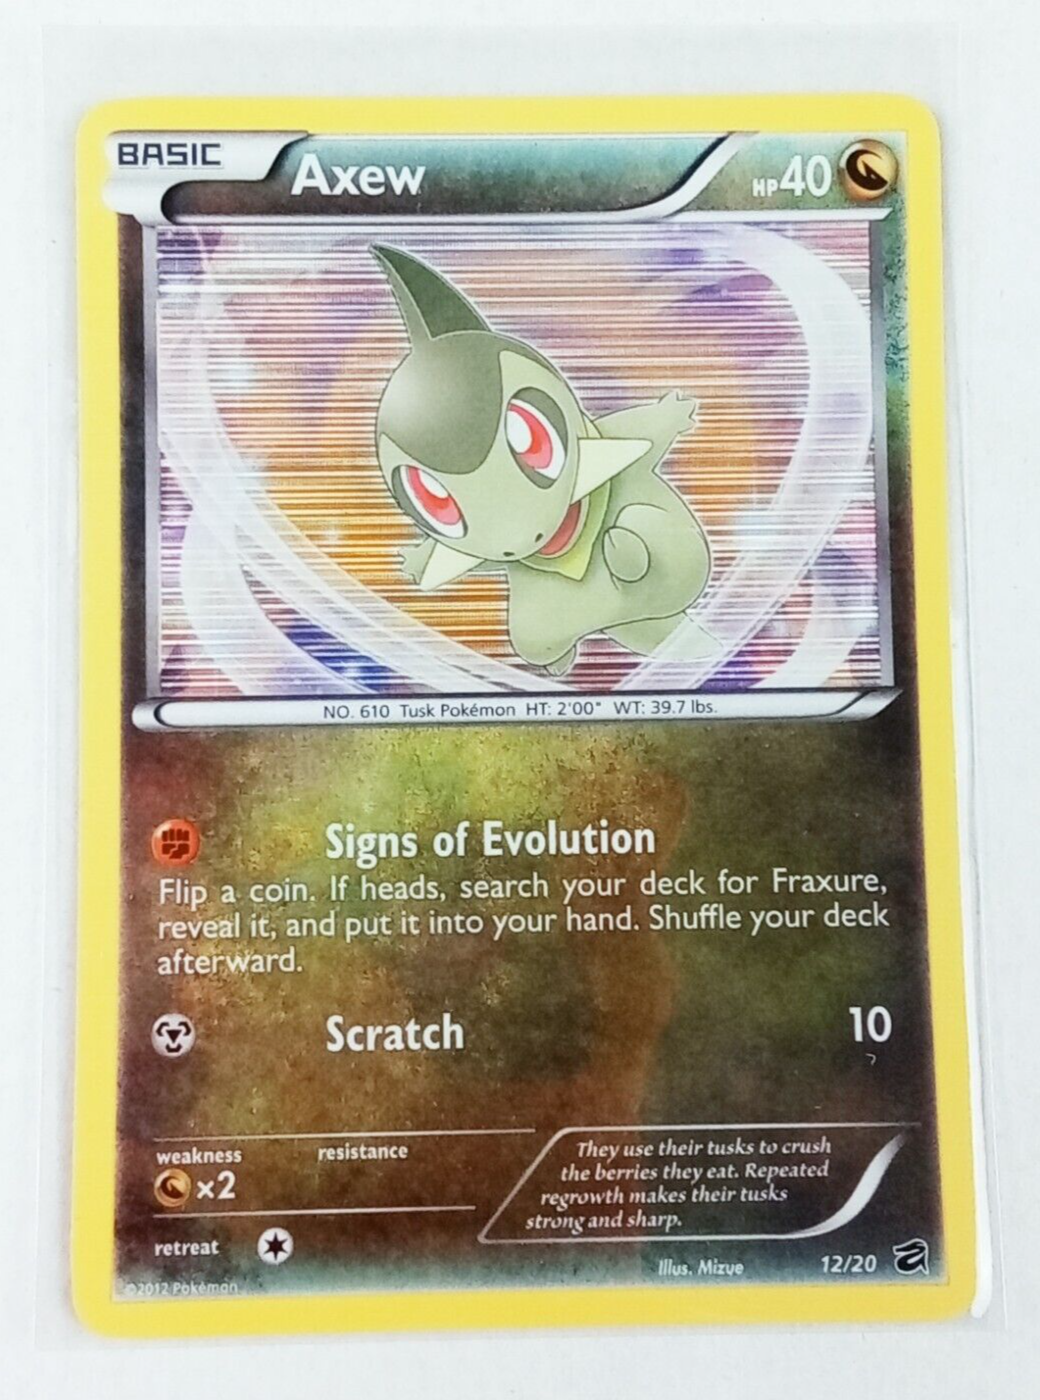 BASIC
Axew
HP40
NO. 610 Tusk Pokémon HT: 2'00" WT: 39.7 lbs.
Signs of Evolution
Flip a coin. If heads, search your deck for Fraxure,
reveal it, and put it into your hand. Shuffle your deck
afterward.
Scratch 10
weakness resistance
x2
They use their tusks to crush
the berries they eat. Repeated
regrowth makes their tusks
strong and sharp.
retreat
Illus. Mizue 12/20
©2012 Pokémon